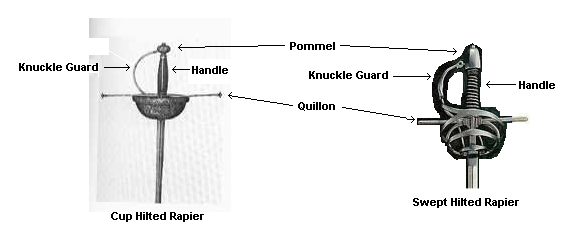 Pommel
Knuckle Guard
Handle
Knuckle Guard
Handle
Quillon
Cup Hilted Rapier
Swept Hilted Rapier